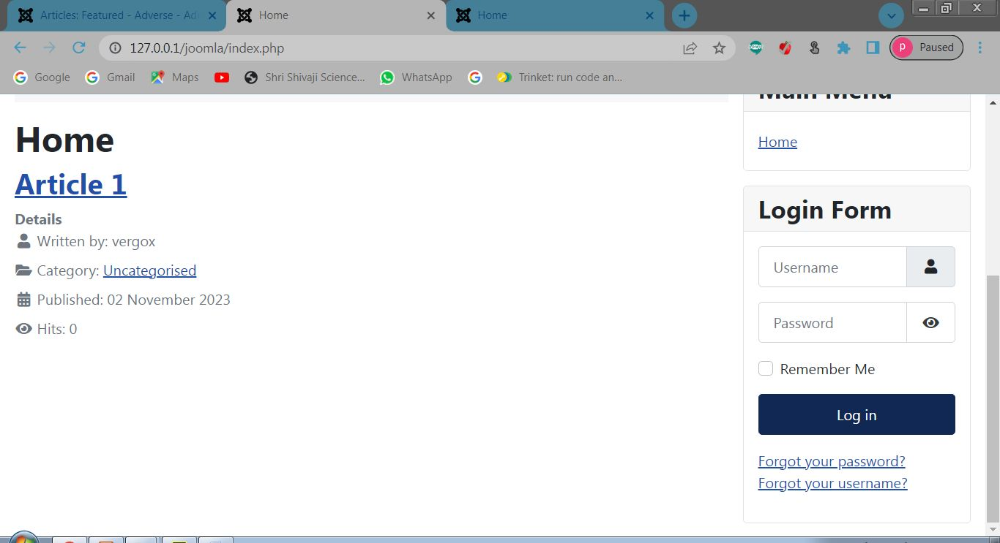 Articles: Featured - Adverse - Ad
Home
Home
127.0.0.1/joomla/index.php
P Paused
Google
Gmail
Maps
Shri Shivaji Science...
WhatsApp
Trinket: run code an...
Main Menu
Home
Home
Article 1
Details
Written by: vergox
Category: Uncategorised
Published: 02 November 2023
Hits: 0
Login Form
Username
Password
Remember Me
Log in
Forgot your password?
Forgot your username?